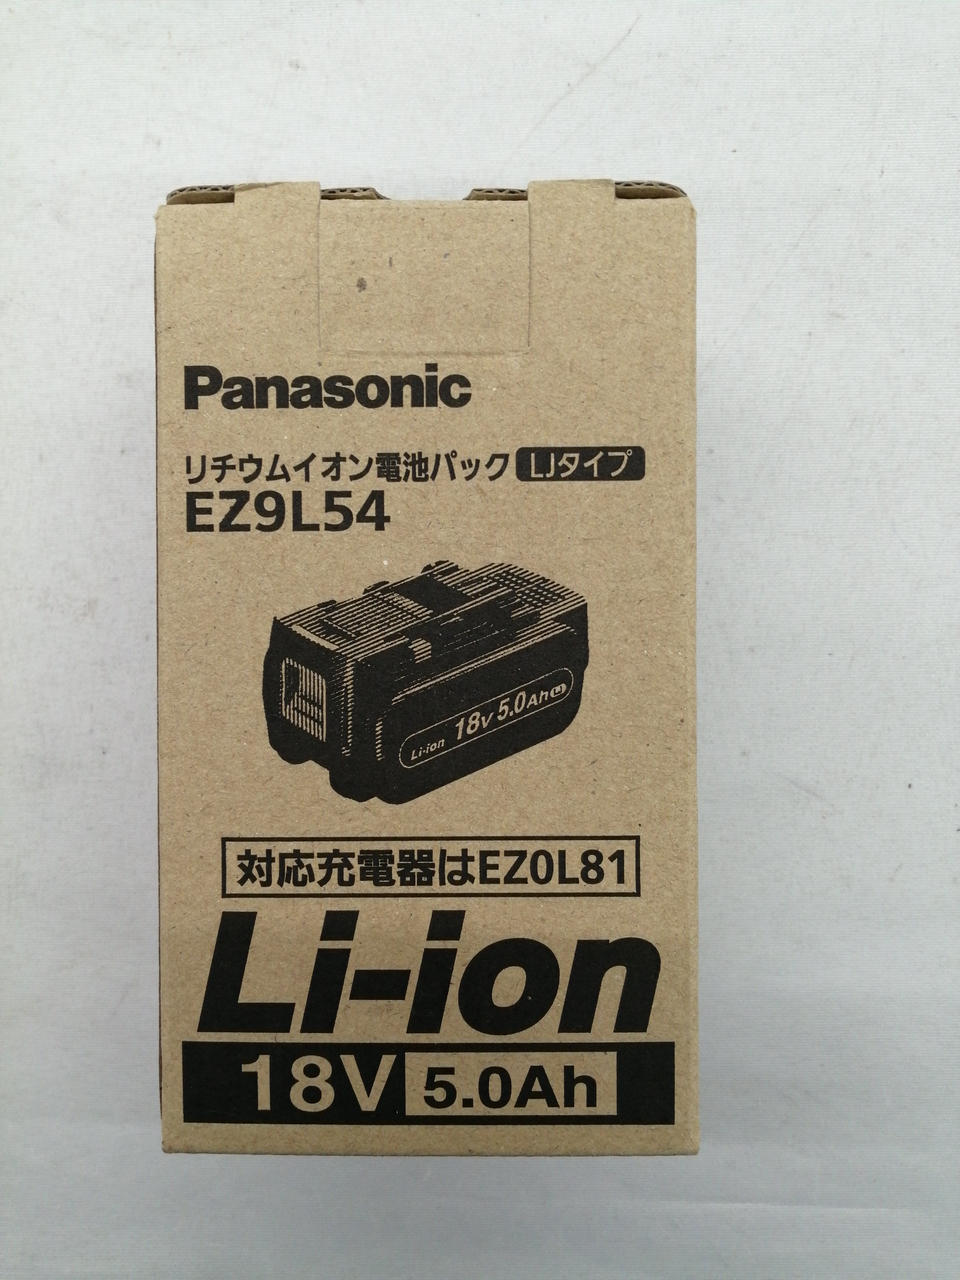 Panasonic
リチウムイオン電池パック LJタイプ
EZ9L54
Li-ion 18V 5.0Ah LJ
対応充電器はEZ0L81
Li-ion
18V 5.0Ah